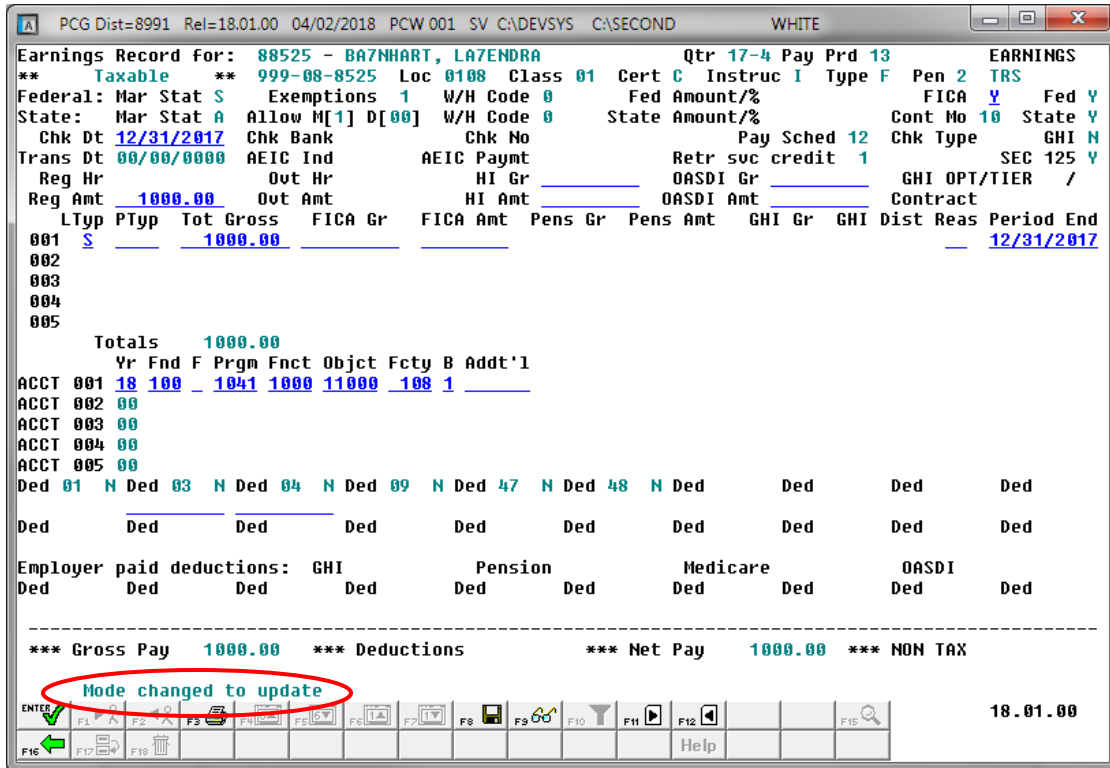 PCG Dist=8991 Rel=18.01.00 04/02/2018 PCW 001 SV C:\DEVSYS C:\SECOND WHITE
Earnings Record for: 88525 - BA7NHART, LA7ENDRA Qtr 17-4 Pay Prd 13 EARNINGS
** Taxable ** 999-08-8525 Loc 0108 Class 01 Cert C Instruc I Type F Pen 2 TRS
Federal: Mar Stat S Exemptions 1 W/H Code 0 Fed Amount/% FICA Y Fed Y
State: Mar Stat A Allow M[1] D[00] W/H Code 0 State Amount/% Cont Mo 10 State Y
Chk Dt 12/31/2017 Chk Bank Chk No Pay Sched 12 Chk Type GHI N
Trans Dt 00/00/0000 AEIC Ind AEIC Paymt Retr svc credit 1 SEC 125 Y
Reg Hr Ovt Hr HI Gr OASDI Gr GHI OPT/TIER /
Reg Amt 1000.00 Ovt Amt HI Amt OASDI Amt Contract
LTyp PTyp Tot Gross FICA Gr FICA Amt Pens Gr Pens Amt GHI Gr GHI Dist Reas Period End
001 S 1000.00 12/31/2017
002
003
004
005
Totals 1000.00
Yr Fnd F Prgm Fnct Objct Fcty B Addt'l
ACCT 001 18 100 _ 1041 1000 11000 108 1
ACCT 002 00
ACCT 003 00
ACCT 004 00
ACCT 005 00
Ded 01 N Ded 03 N Ded 04 N Ded 09 N Ded 47 N Ded 48 N Ded Ded Ded Ded
Ded Ded Ded Ded Ded Ded Ded Ded Ded Ded
Employer paid deductions: GHI Pension Medicare OASDI
Ded Ded Ded Ded Ded Ded Ded Ded Ded Ded
*** Gross Pay 1000.00 *** Deductions *** Net Pay 1000.00 *** NON TAX
Mode changed to update
ENTER F1 F2 F3 F4 F5 F6 F7 F8 F9 F10 F11 F12 F15 18.01.00
F16 F17 F18 Help